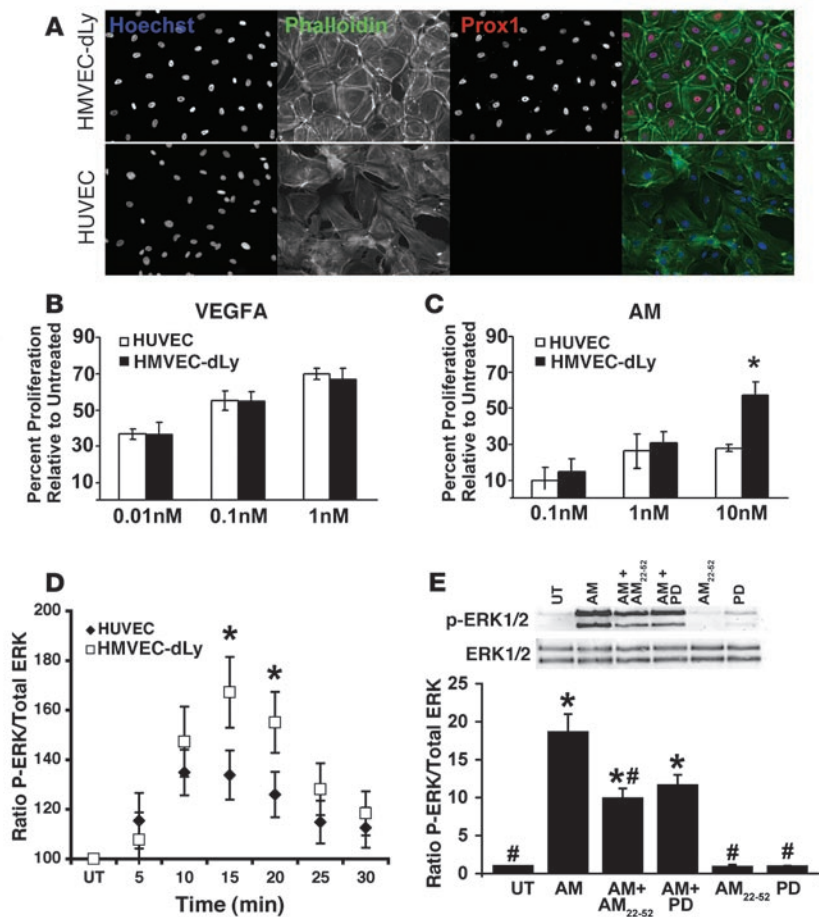 A
Hoechst
Phalloidin
Prox1
HMVEC-dLy
HUVEC
B
VEGFA
Percent Proliferation
Relative to Untreated
90
70
50
30
10
HUVEC
HMVEC-dLy
0.01nM
0.1nM
1nM
C
AM
Percent Proliferation
Relative to Untreated
90
70
50
30
10
HUVEC
HMVEC-dLy
*
0.1nM
1nM
10nM
D
Ratio P-ERK/Total ERK
200
180
160
140
120
100
HUVEC
HMVEC-dLy
*
*
UT
5
10
15
20
25
30
Time (min)
E
UT
AM
AM +
AM22-52
AM +
PD
AM22-52
PD
p-ERK1/2
ERK1/2
Ratio P-ERK/Total ERK
25
20
15
10
5
0
#
*
*#
*
#
#
UT
AM
AM+
AM22-52
AM+
PD
AM22-52
PD